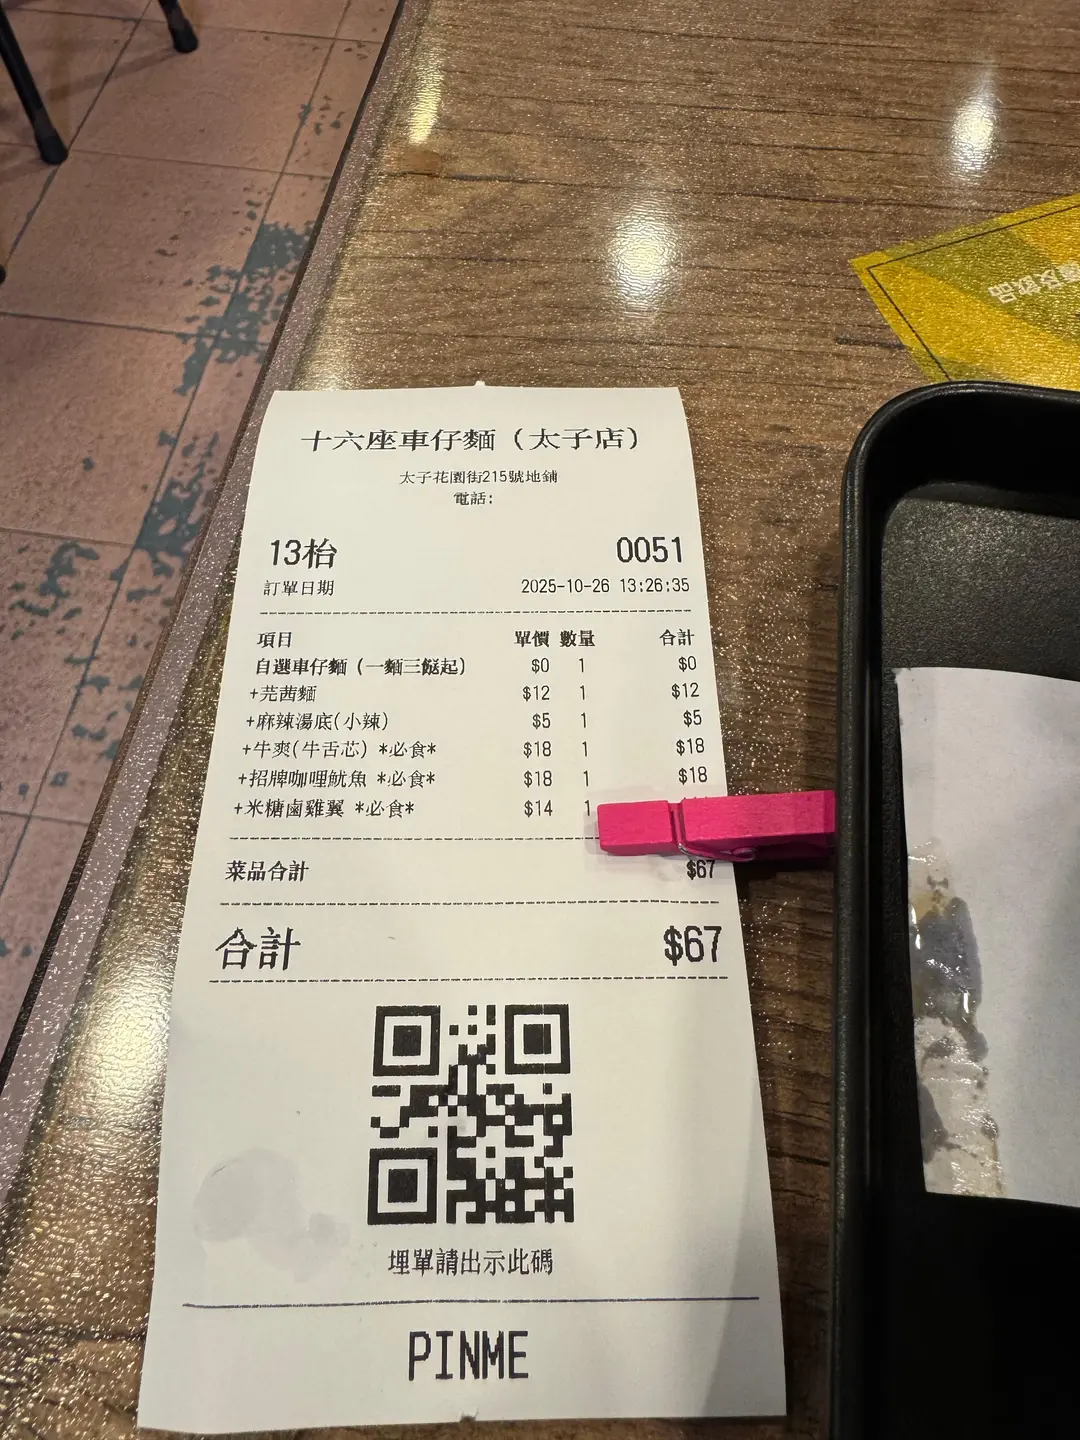 十六座車仔麵（太子店）
太子花園街215號地鋪
電話:
13枱 0051
訂單日期 2025-10-26 13:26:35
項目 單價 數量 合計
自選車仔麵（一麵三餸起） $0 1 $0
+芫茜麵 $12 1 $12
+麻辣湯底(小辣) $5 1 $5
+牛爽(牛舌芯) *必食* $18 1 $18
+招牌咖哩魷魚 *必食* $18 1 $18
+米糖鹵雞翼 *必食* $14 1
菜品合計 $67
合計 $67
埋單請出示此碼
PINME
飲品